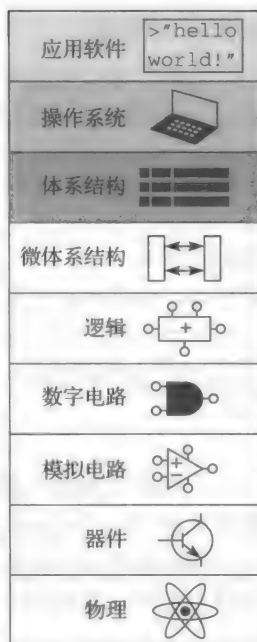 应用软件
>"hello
world!"
操作系统
体系结构
微体系结构
逻辑
+
数字电路
模拟电路
+
−
器件
物理